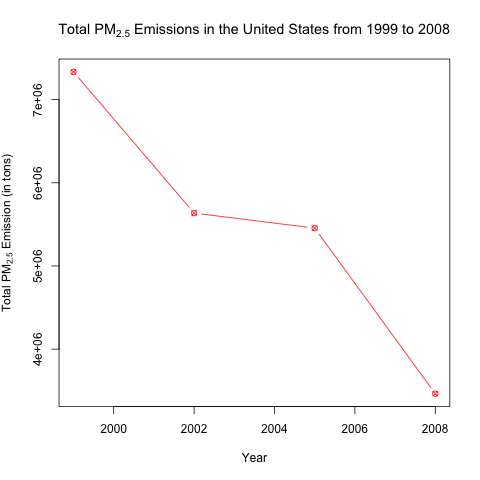 Total PM2.5 Emissions in the United States from 1999 to 2008
Total PM2.5 Emission (in tons)
7e+06
6e+06
5e+06
4e+06
2000 2002 2004 2006 2008
Year